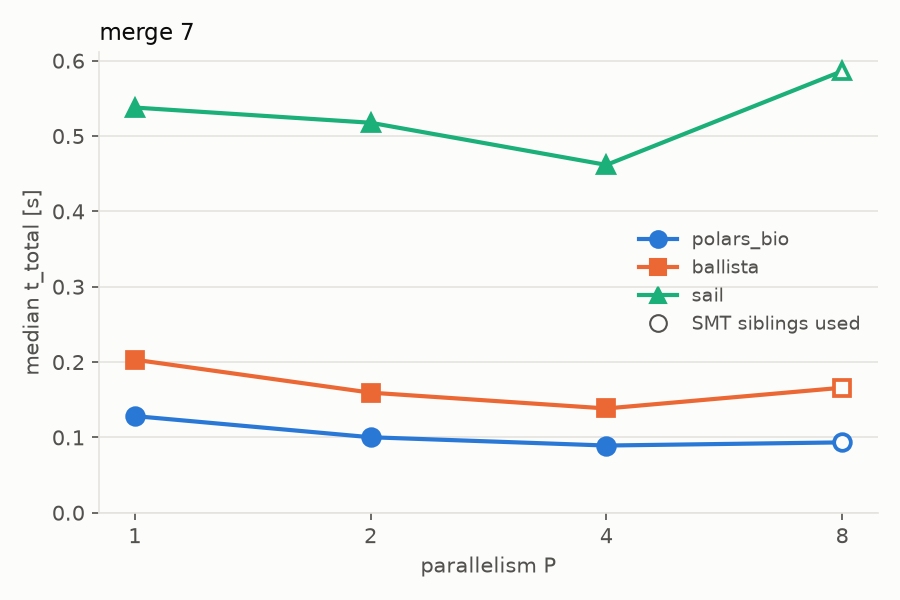 merge 7
0.6
0.5
0.4
0.3
0.2
0.1
0.0
median t_total [s]
polars_bio
ballista
sail
SMT siblings used
1 2 4 8
parallelism P